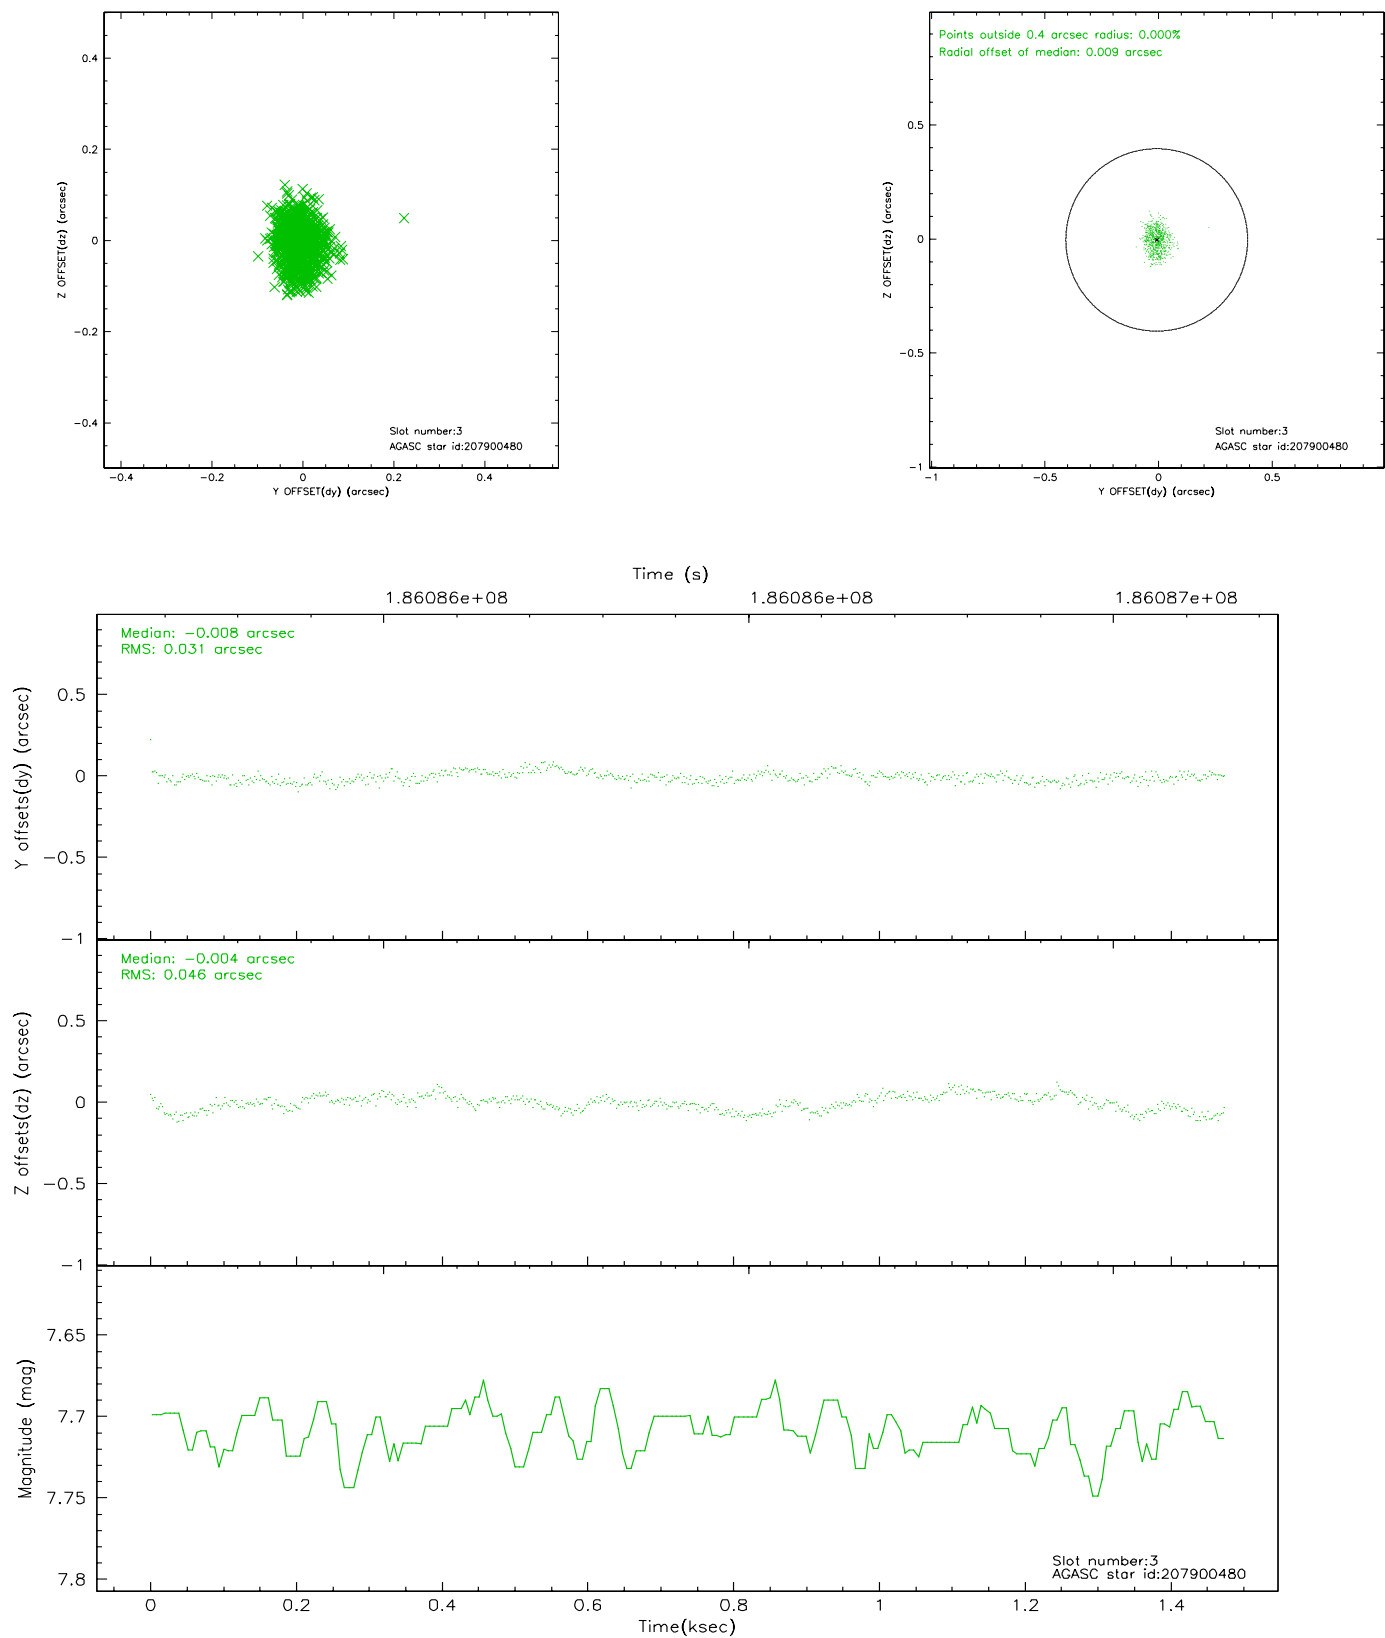 0.4
0.2
0
−0.2
−0.4
Z OFFSET(dz) (arcsec)
Slot number:3
AGASC star id:207900480
−0.4 −0.2 0 0.2 0.4
Y OFFSET(dy) (arcsec)
Points outside 0.4 arcsec radius: 0.000%
Radial offset of median: 0.009 arcsec
0.5
0
−0.5
−1
Z OFFSET(dz) (arcsec)
Slot number:3
AGASC star id:207900480
−1 −0.5 0 0.5
Y OFFSET(dy) (arcsec)
Time (s)
1.86086e+08 1.86086e+08 1.86087e+08
Median: −0.008 arcsec
RMS: 0.031 arcsec
0.5
0
−0.5
−1
Y offsets(dy) (arcsec)
Median: −0.004 arcsec
RMS: 0.046 arcsec
0.5
0
−0.5
−1
Z offsets(dz) (arcsec)
7.65
7.7
7.75
7.8
Magnitude (mag)
Slot number:3
AGASC star id:207900480
0 0.2 0.4 0.6 0.8 1 1.2 1.4
Time(ksec)